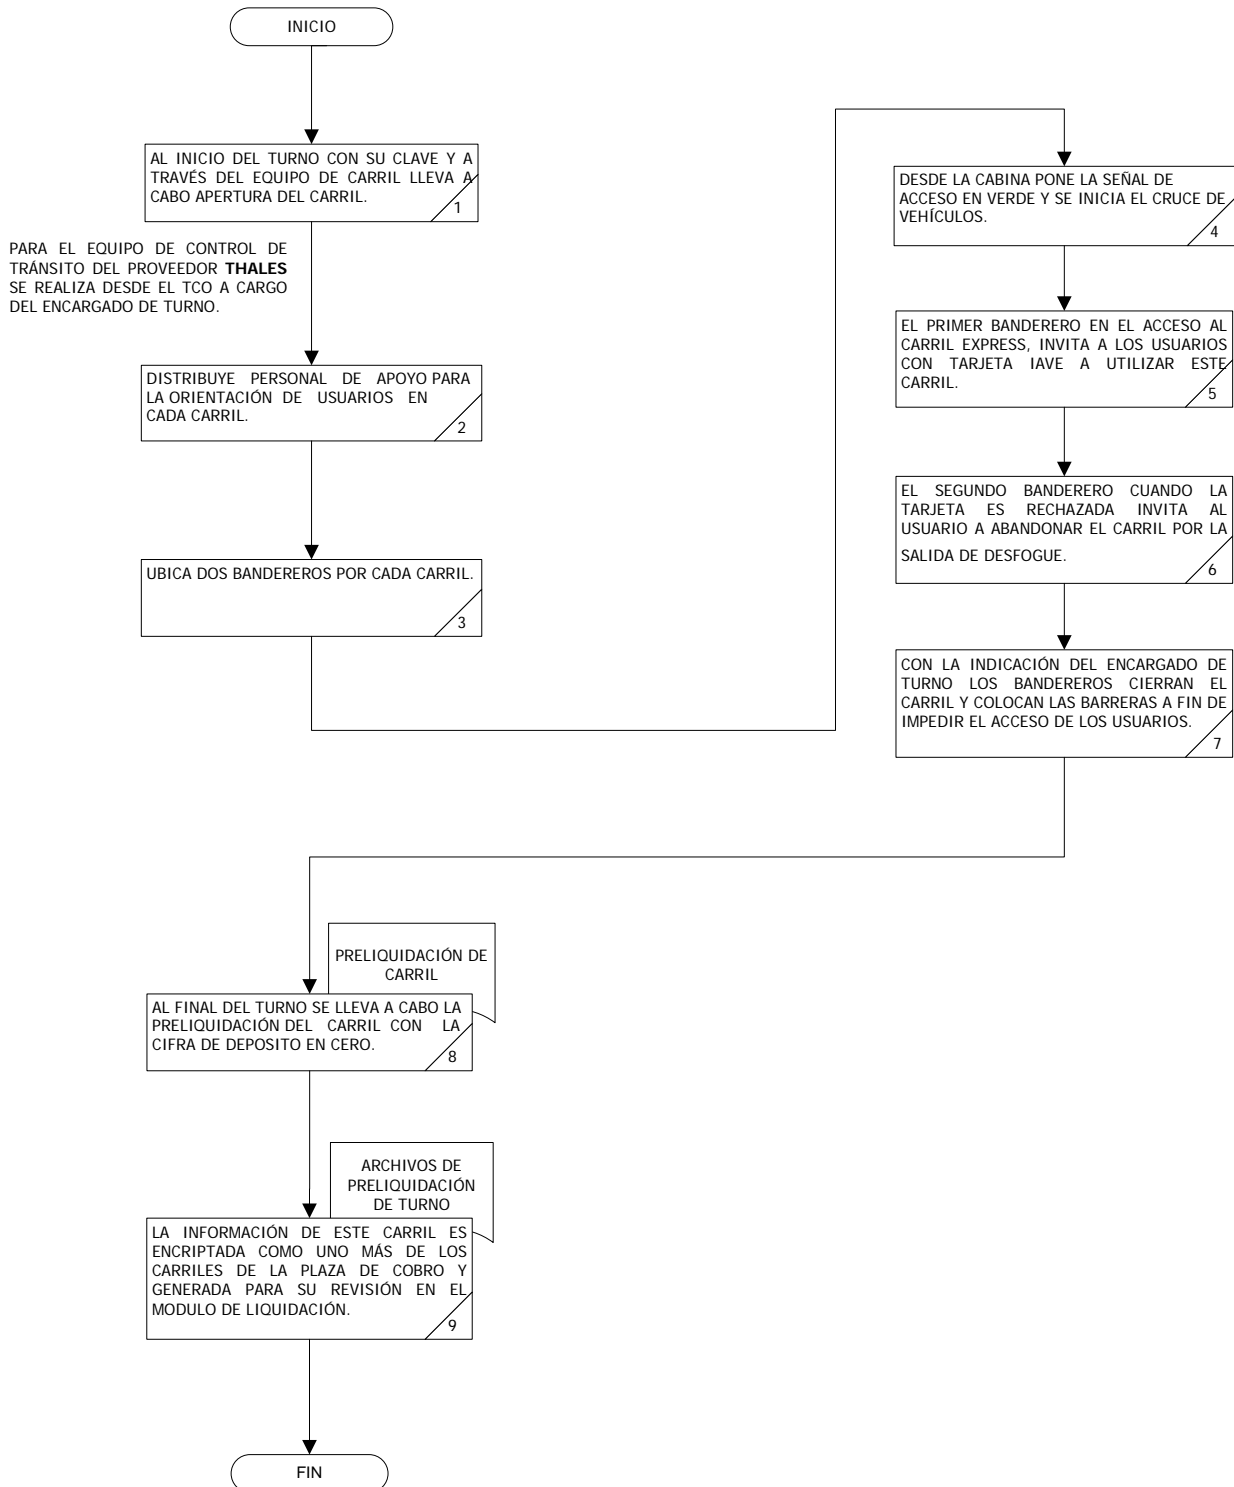 INICIO
AL INICIO DEL TURNO CON SU CLAVE Y A
TRAVÉS DEL EQUIPO DE CARRIL LLEVA A
CABO APERTURA DEL CARRIL.
1
PARA EL EQUIPO DE CONTROL DE
TRÁNSITO DEL PROVEEDOR THALES
SE REALIZA DESDE EL TCO A CARGO
DEL ENCARGADO DE TURNO.
DISTRIBUYE PERSONAL DE APOYO PARA
LA ORIENTACIÓN DE USUARIOS EN
CADA CARRIL.
2
UBICA DOS BANDEREROS POR CADA CARRIL.
3
DESDE LA CABINA PONE LA SEÑAL DE
ACCESO EN VERDE Y SE INICIA EL CRUCE DE
VEHÍCULOS.
4
EL PRIMER BANDERERO EN EL ACCESO AL
CARRIL EXPRESS, INVITA A LOS USUARIOS
CON TARJETA IAVE A UTILIZAR ESTE
CARRIL.
5
EL SEGUNDO BANDERERO CUANDO LA
TARJETA ES RECHAZADA INVITA AL
USUARIO A ABANDONAR EL CARRIL POR LA
SALIDA DE DESFOGUE.
6
CON LA INDICACIÓN DEL ENCARGADO DE
TURNO LOS BANDEREROS CIERRAN EL
CARRIL Y COLOCAN LAS BARRERAS A FIN DE
IMPEDIR EL ACCESO DE LOS USUARIOS.
7
PRELIQUIDACIÓN DE
CARRIL
AL FINAL DEL TURNO SE LLEVA A CABO LA
PRELIQUIDACIÓN DEL CARRIL CON LA
CIFRA DE DEPOSITO EN CERO.
8
ARCHIVOS DE
PRELIQUIDACIÓN
DE TURNO
LA INFORMACIÓN DE ESTE CARRIL ES
ENCRIPTADA COMO UNO MÁS DE LOS
CARRILES DE LA PLAZA DE COBRO Y
GENERADA PARA SU REVISIÓN EN EL
MODULO DE LIQUIDACIÓN.
9
FIN